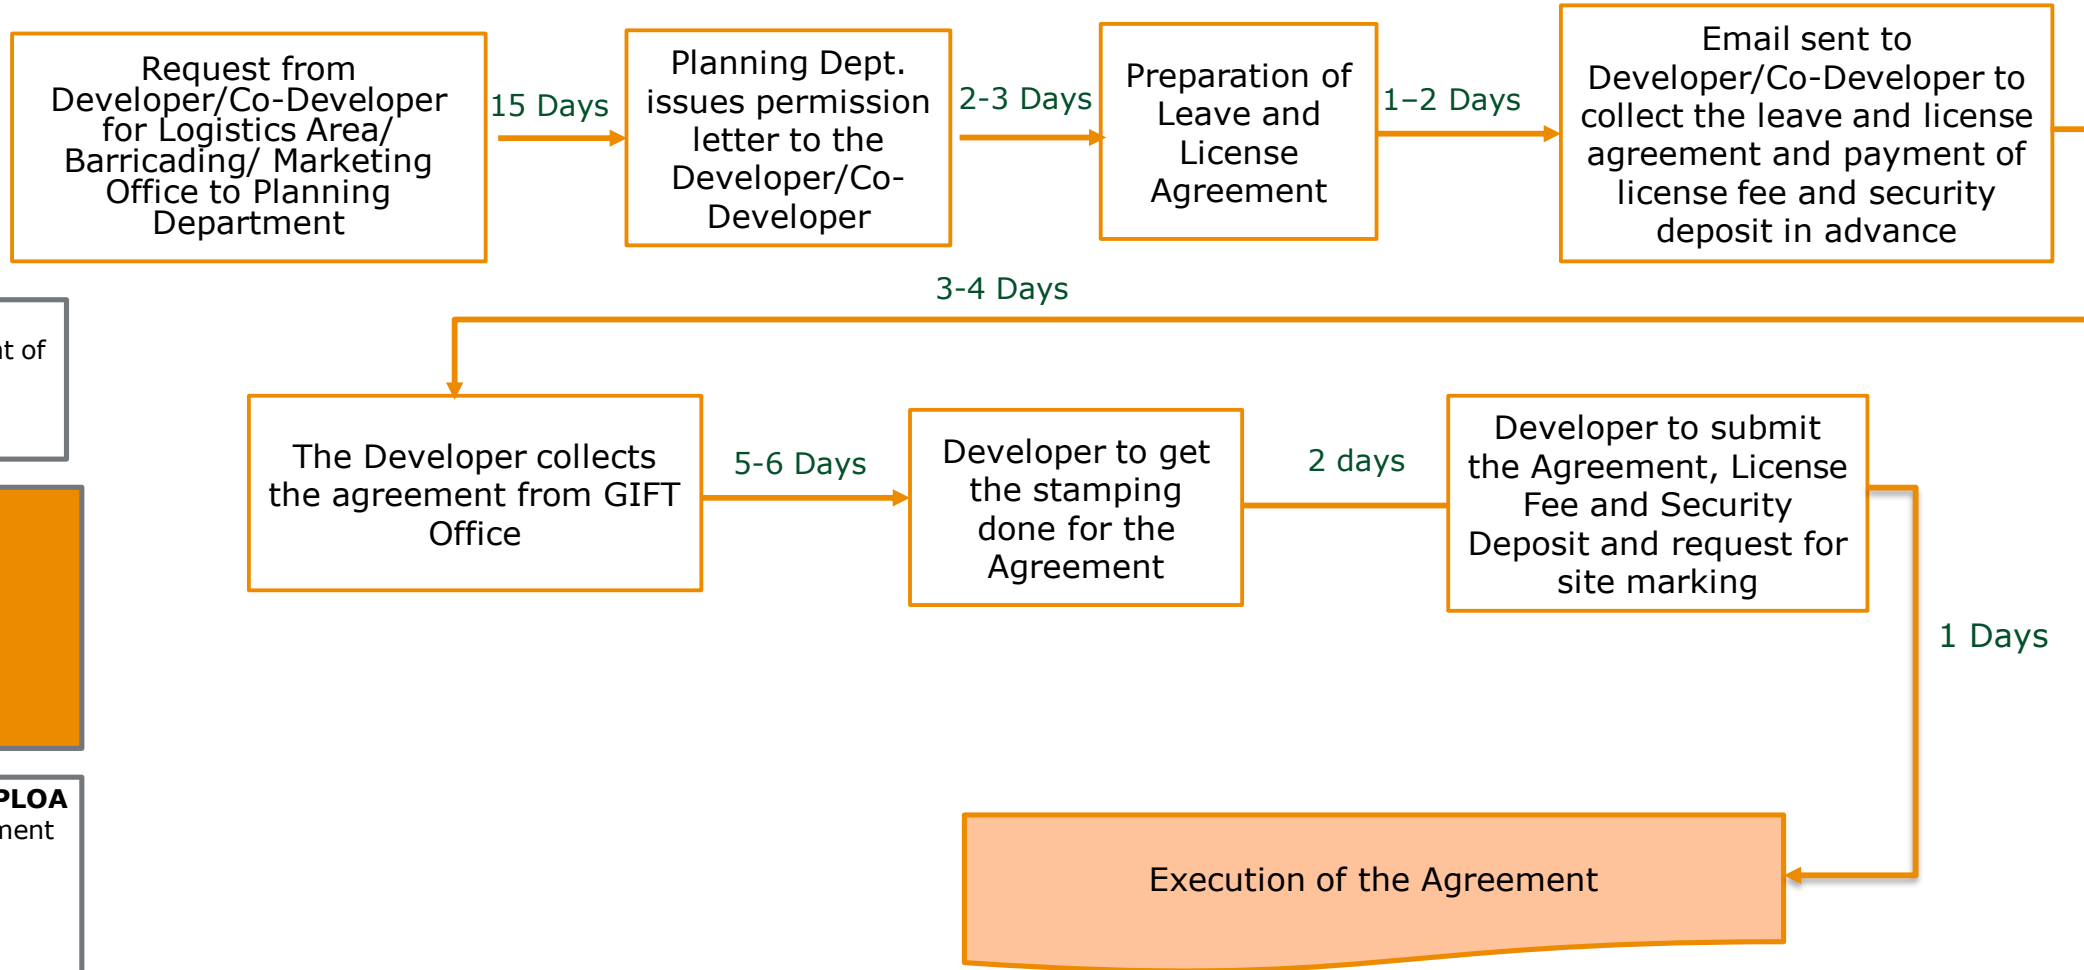 Request from
Developer/Co-Developer
for Logistics Area/
Barricading/ Marketing
Office to Planning
Department
15 Days
Planning Dept.
issues permission
letter to the
Developer/Co-
Developer
2-3 Days
Preparation of
Leave and
License
Agreement
1–2 Days
Email sent to
Developer/Co-Developer to
collect the leave and license
agreement and payment of
license fee and security
deposit in advance
3-4 Days
of
The Developer collects
the agreement from GIFT
Office
5-6 Days
Developer to get
the stamping
done for the
Agreement
2 days
Developer to submit
the Agreement, License
Fee and Security
Deposit and request for
site marking
1 Days
PLOA
Execution of the Agreement